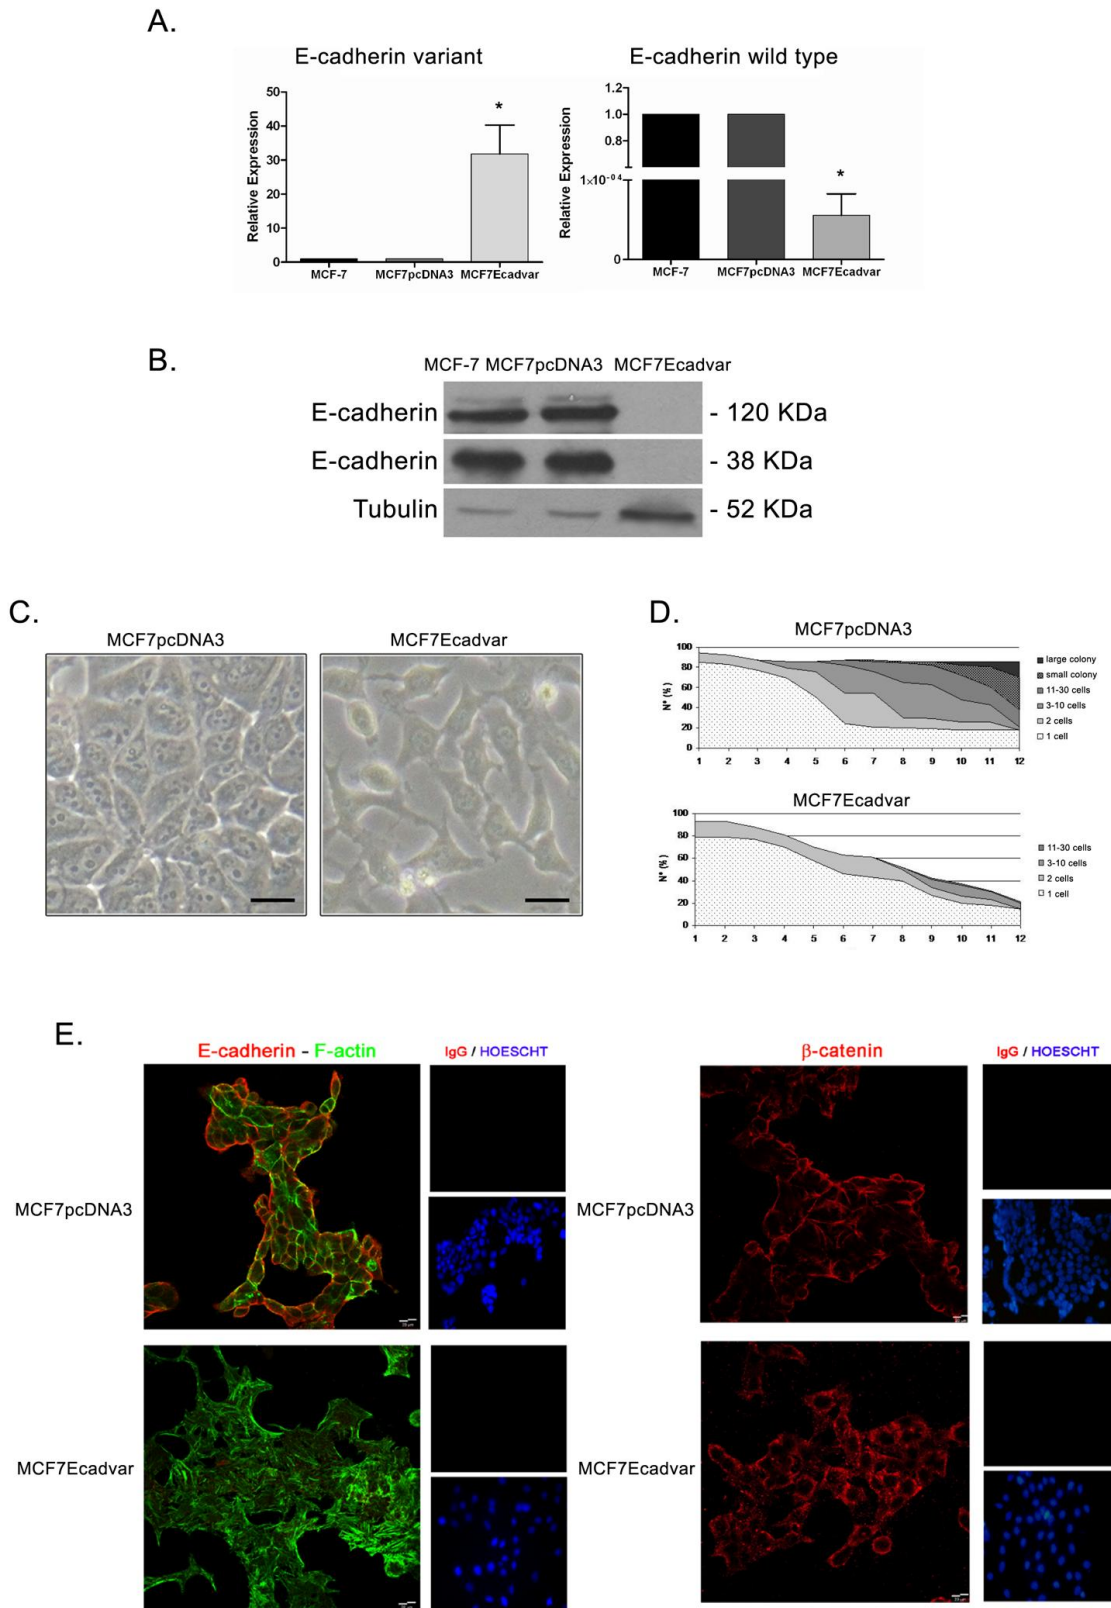 A.
E-cadherin variant
E-cadherin wild type
Relative Expression
50
40
30
20
10
0
*
MCF-7 MCF7pcDNA3 MCF7Ecadvar
Relative Expression
1.2
1.0
0.8
1×10⁻⁰⁴
0
*
MCF-7 MCF7pcDNA3 MCF7Ecadvar
B.
MCF-7 MCF7pcDNA3 MCF7Ecadvar
E-cadherin - 120 KDa
E-cadherin - 38 KDa
Tubulin - 52 KDa
C.
MCF7pcDNA3
MCF7Ecadvar
D.
MCF7pcDNA3
Nº (%)
100
80
60
40
20
0
1 2 3 4 5 6 7 8 9 10 11 12
large colony
small colony
11-30 cells
3-10 cells
2 cells
1 cell
MCF7Ecadvar
Nº (%)
100
80
60
40
20
0
1 2 3 4 5 6 7 8 9 10 11 12
11-30 cells
3-10 cells
2 cells
1 cell
E.
E-cadherin - F-actin
IgG / HOESCHT
β-catenin
IgG / HOESCHT
MCF7pcDNA3
MCF7pcDNA3
MCF7Ecadvar
MCF7Ecadvar